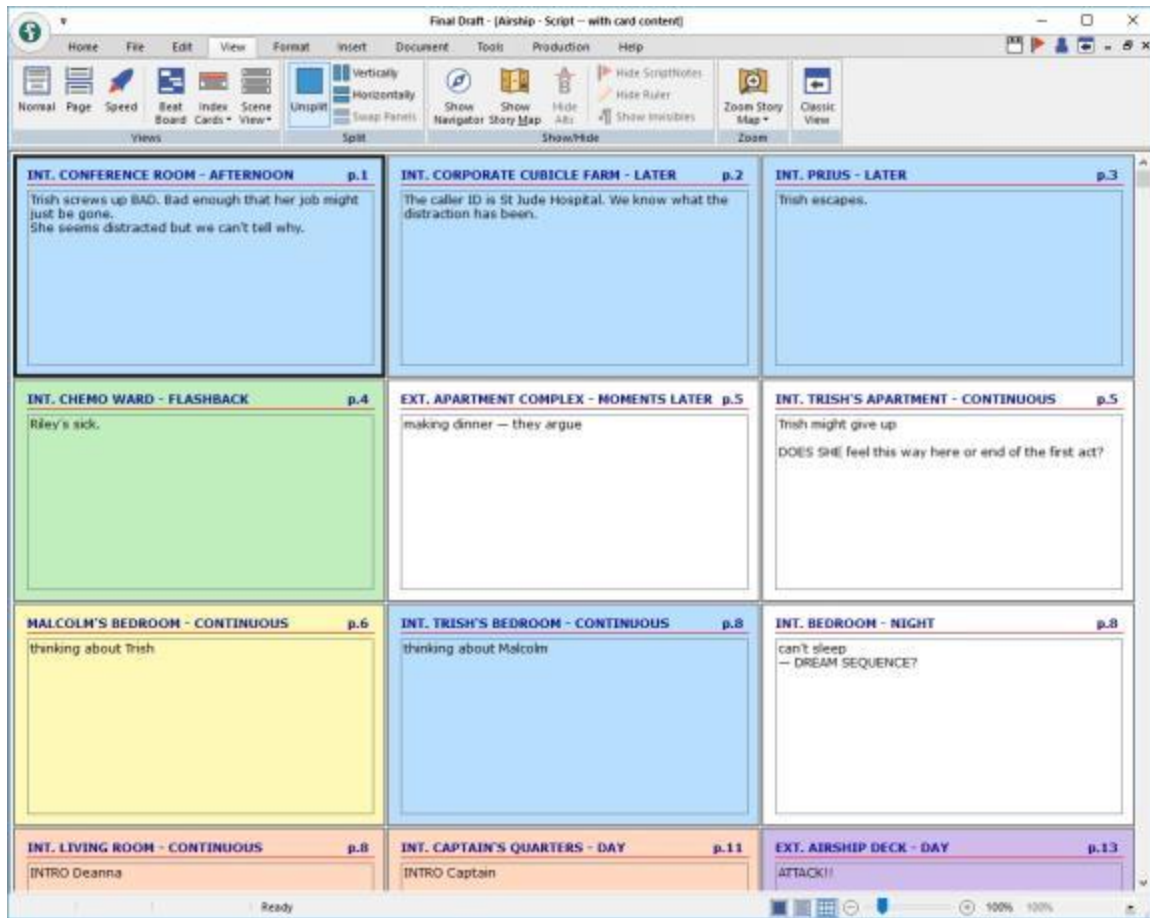 Final Draft - [Airship - Script -- with card content]
Home File Edit View Format Insert Document Tools Production Help
Normal Page Speed Beat Board Index Cards Scene View
Views
Unsplit Vertically Horizontally Swap Panels
Split
Show Navigator Show Story Map Hide Alts Hide ScriptNotes Hide Ruler Show Invisibles
Show/Hide
Zoom Story Map
Zoom
Classic View
INT. CONFERENCE ROOM - AFTERNOON p.1
Trish screws up BAD. Bad enough that her job might
just be gone.
She seems distracted but we can't tell why.
INT. CORPORATE CUBICLE FARM - LATER p.2
The caller ID is St Jude Hospital. We know what the
distraction has been.
INT. PRIUS - LATER p.3
Trish escapes.
INT. CHEMO WARD - FLASHBACK p.4
Riley's sick.
EXT. APARTMENT COMPLEX - MOMENTS LATER p.5
making dinner — they argue
INT. TRISH'S APARTMENT - CONTINUOUS p.5
Trish might give up
DOES SHE feel this way here or end of the first act?
MALCOLM'S BEDROOM - CONTINUOUS p.6
thinking about Trish
INT. TRISH'S BEDROOM - CONTINUOUS p.8
thinking about Malcolm
INT. BEDROOM - NIGHT p.8
can't sleep
— DREAM SEQUENCE?
INT. LIVING ROOM - CONTINUOUS p.8
INTRO Deanna
INT. CAPTAIN'S QUARTERS - DAY p.11
INTRO Captain
EXT. AIRSHIP DECK - DAY p.13
ATTACK!!
Ready
100% 100%